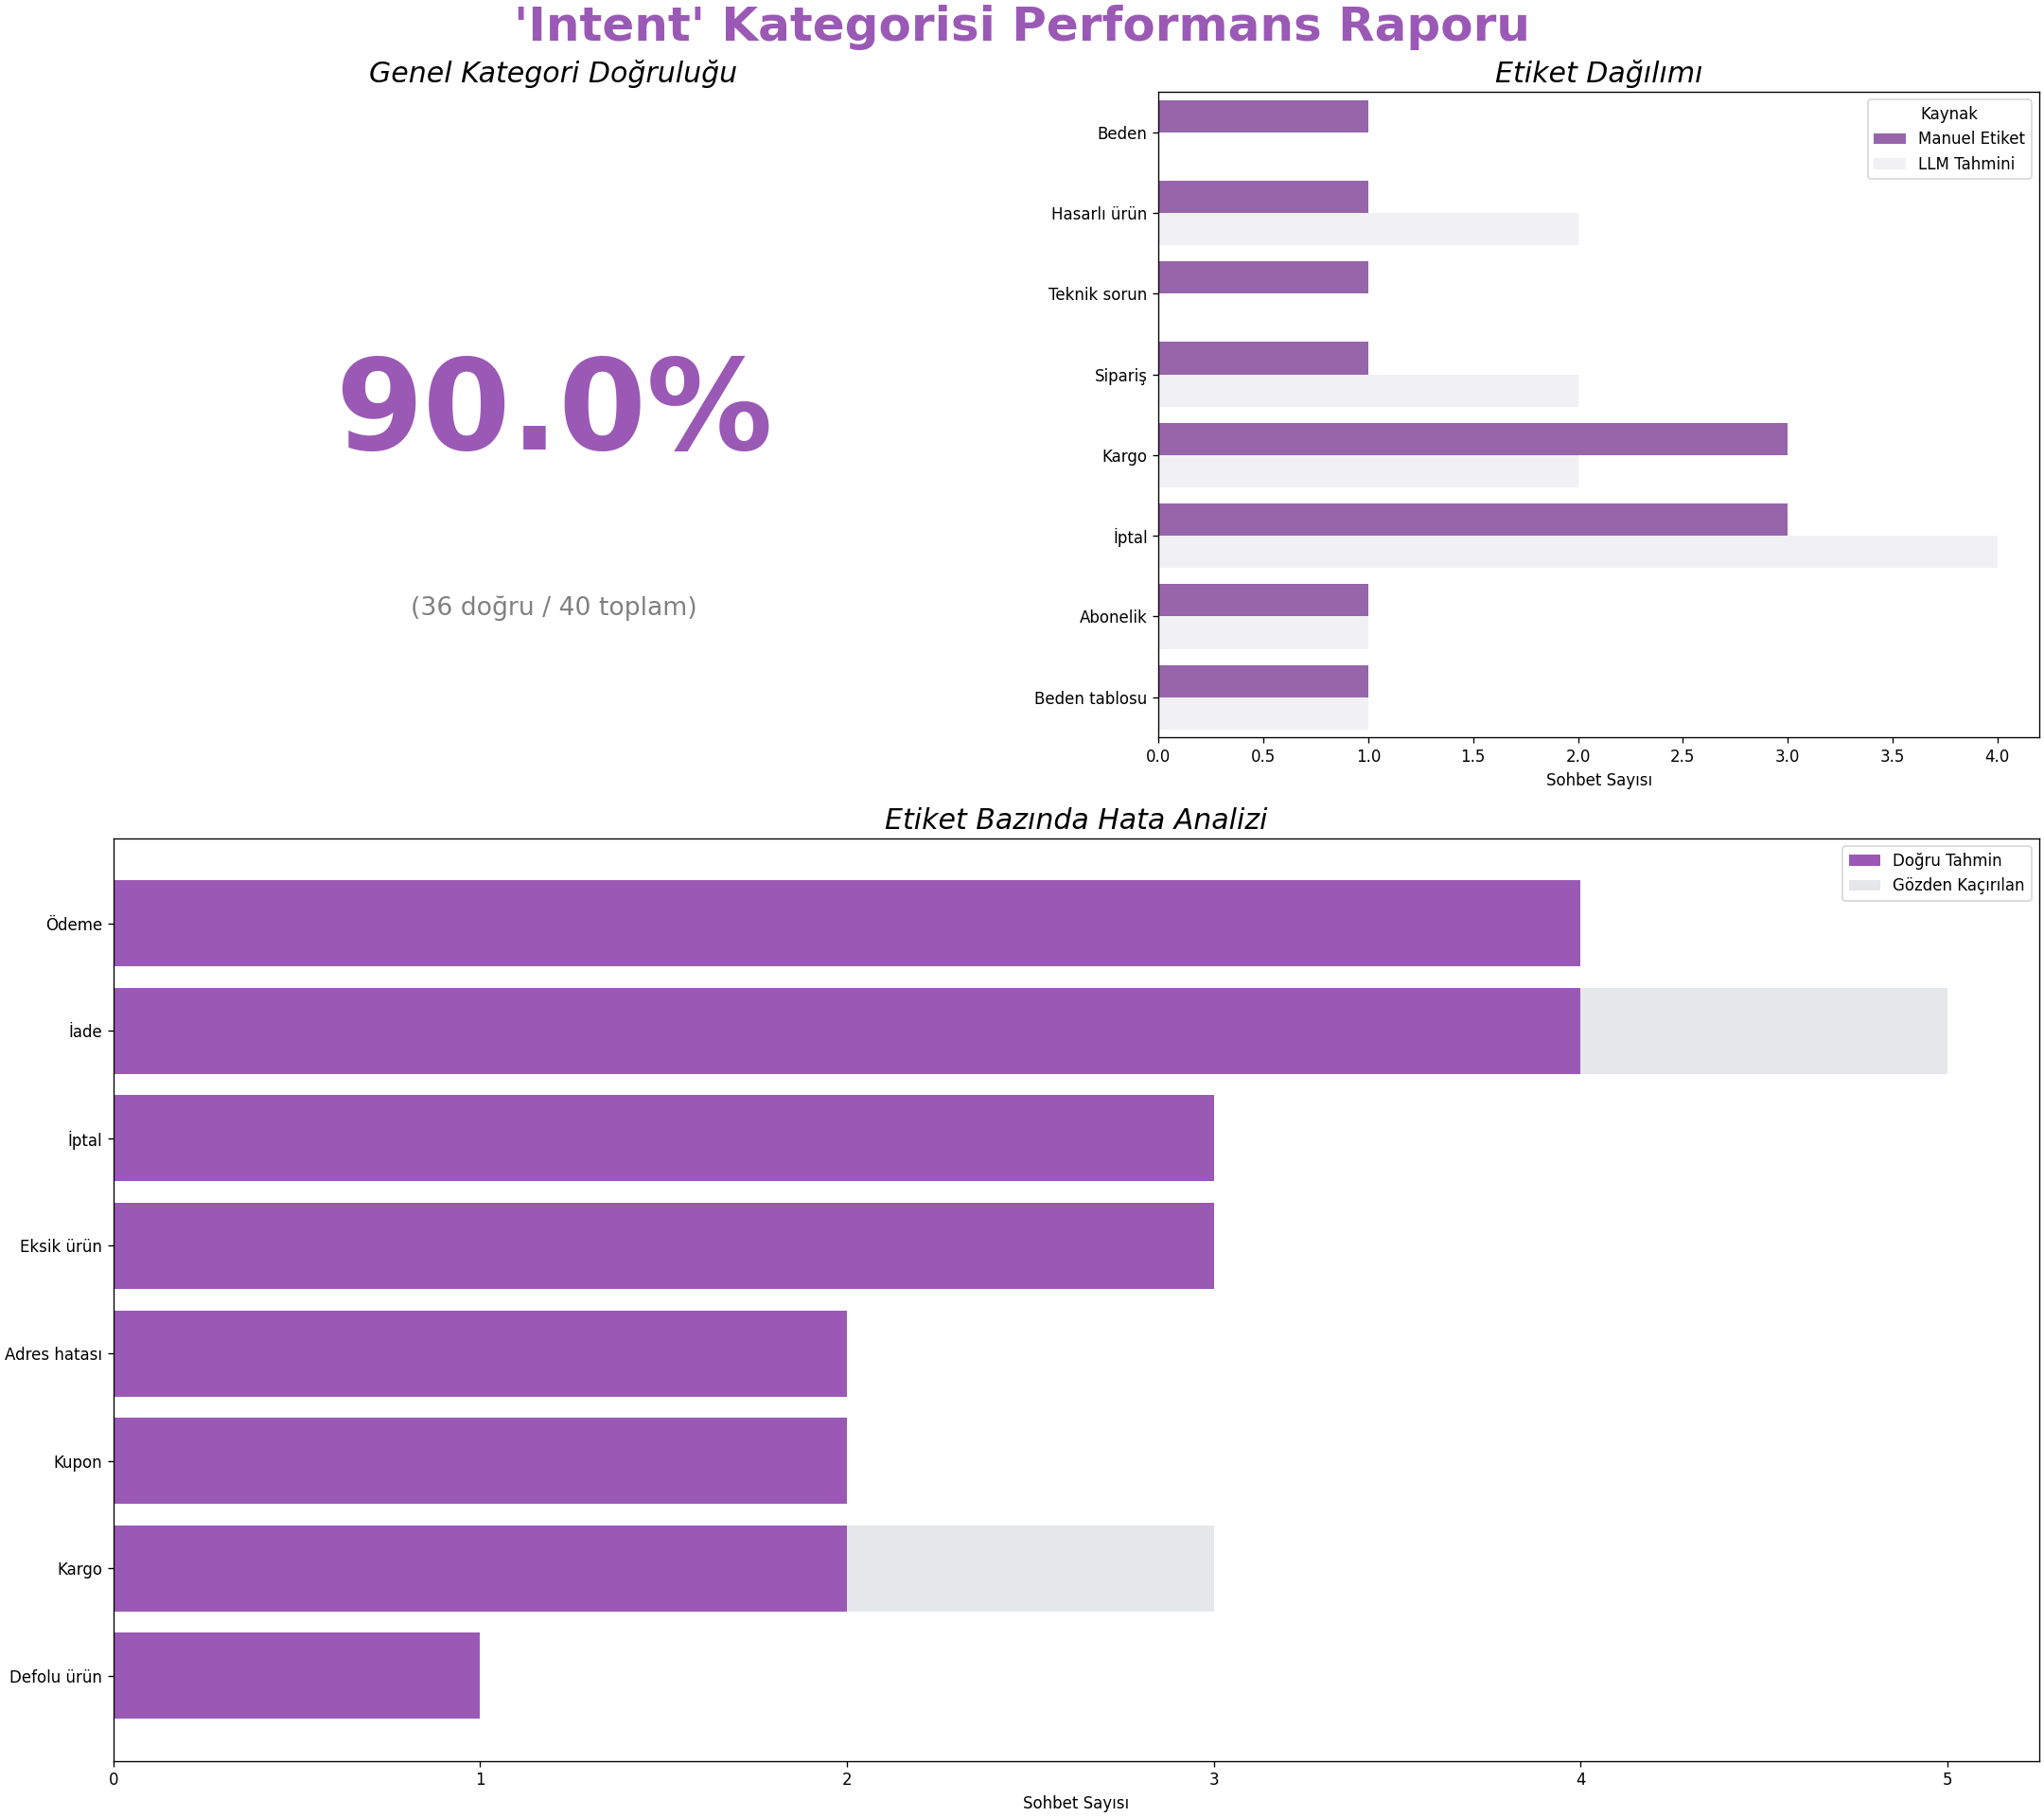 'Intent' Kategorisi Performans Raporu
Genel Kategori Doğruluğu
90.0%
(36 doğru / 40 toplam)
Etiket Dağılımı
Kaynak
Manuel Etiket
LLM Tahmini
Beden
Hasarlı ürün
Teknik sorun
Sipariş
Kargo
İptal
Abonelik
Beden tablosu
0.0 0.5 1.0 1.5 2.0 2.5 3.0 3.5 4.0
Sohbet Sayısı
Etiket Bazında Hata Analizi
Doğru Tahmin
Gözden Kaçırılan
Ödeme
İade
İptal
Eksik ürün
Adres hatası
Kupon
Kargo
Defolu ürün
0 1 2 3 4 5
Sohbet Sayısı